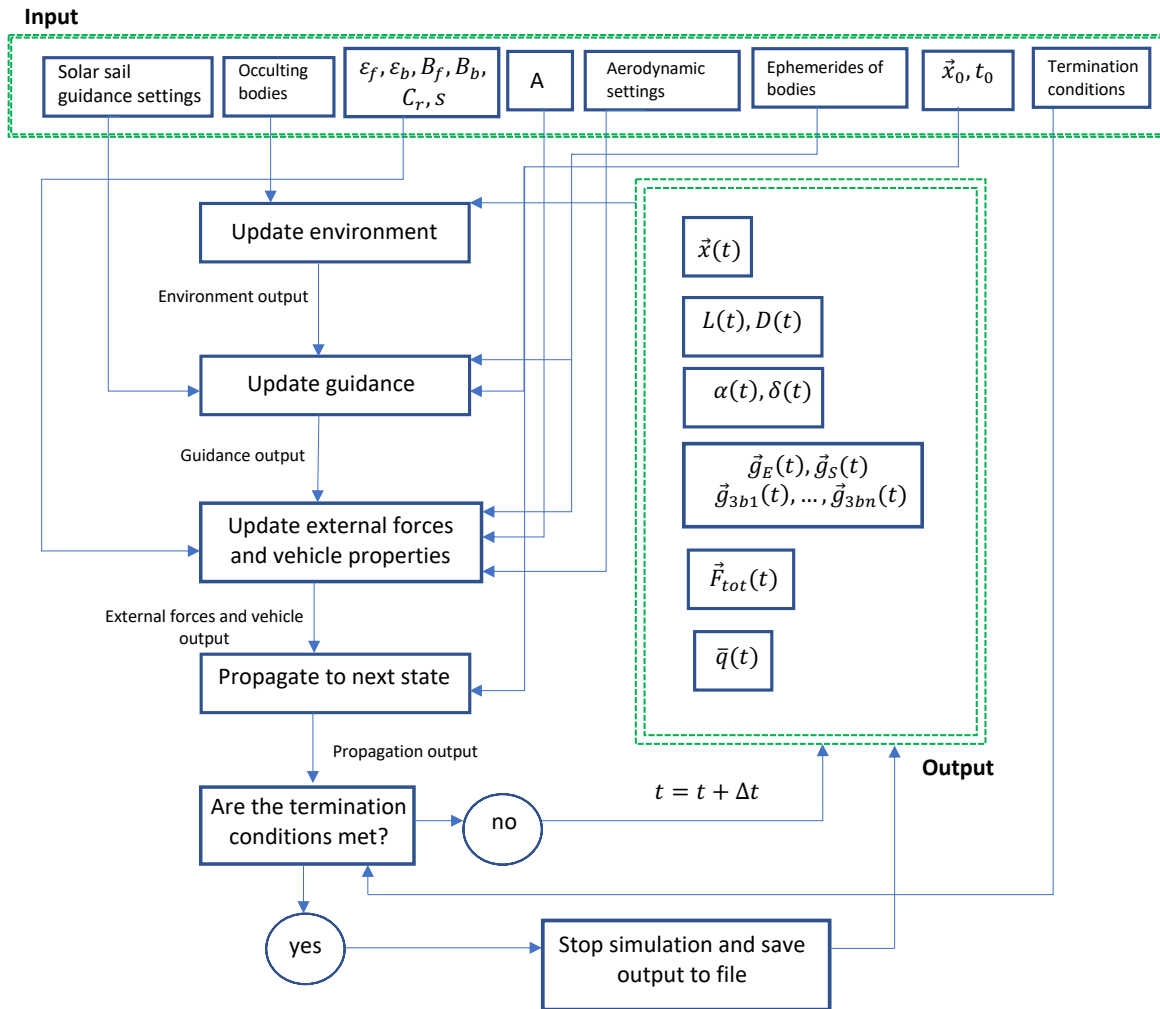 Input
Solar sail
guidance settings
Occulting
bodies
ε_f, ε_b, B_f, B_b,
C_r, s
A
Aerodynamic
settings
Ephemerides of
bodies
x⃗_0, t_0
Termination
conditions
Update environment
Environment output
Update guidance
Guidance output
Update external forces
and vehicle properties
External forces and vehicle
output
Propagate to next state
Propagation output
Are the termination
conditions met?
no
yes
Stop simulation and save
output to file
t = t + Δt
x⃗(t)
L(t), D(t)
α(t), δ(t)
g⃗_E(t), g⃗_S(t)
g⃗_{3b1}(t), …, g⃗_{3bn}(t)
F⃗_{tot}(t)
q̅(t)
Output